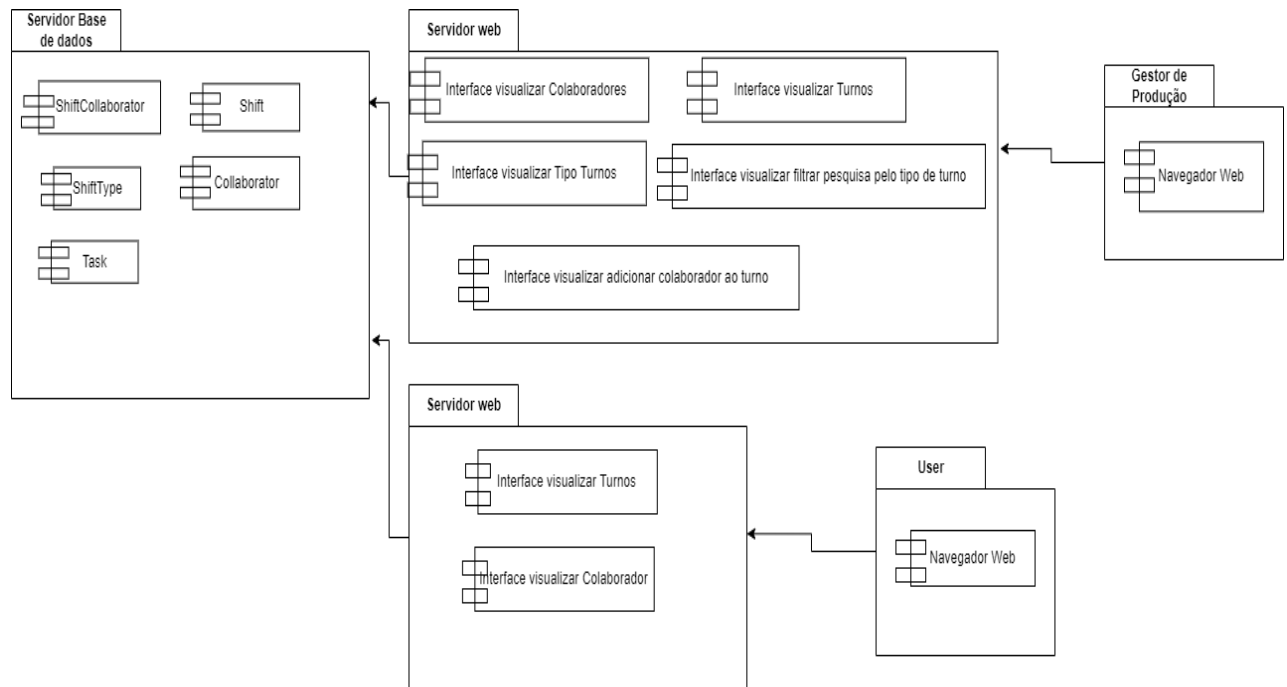 Servidor Base
de dados
ShiftCollaborator
Shift
ShiftType
Collaborator
Task
Servidor web
Interface visualizar Colaboradores
Interface visualizar Turnos
Interface visualizar Tipo Turnos
Interface visualizar filtrar pesquisa pelo tipo de turno
Interface visualizar adicionar colaborador ao turno
Gestor de
Produção
Navegador Web
Servidor web
Interface visualizar Turnos
Interface visualizar Colaborador
User
Navegador Web